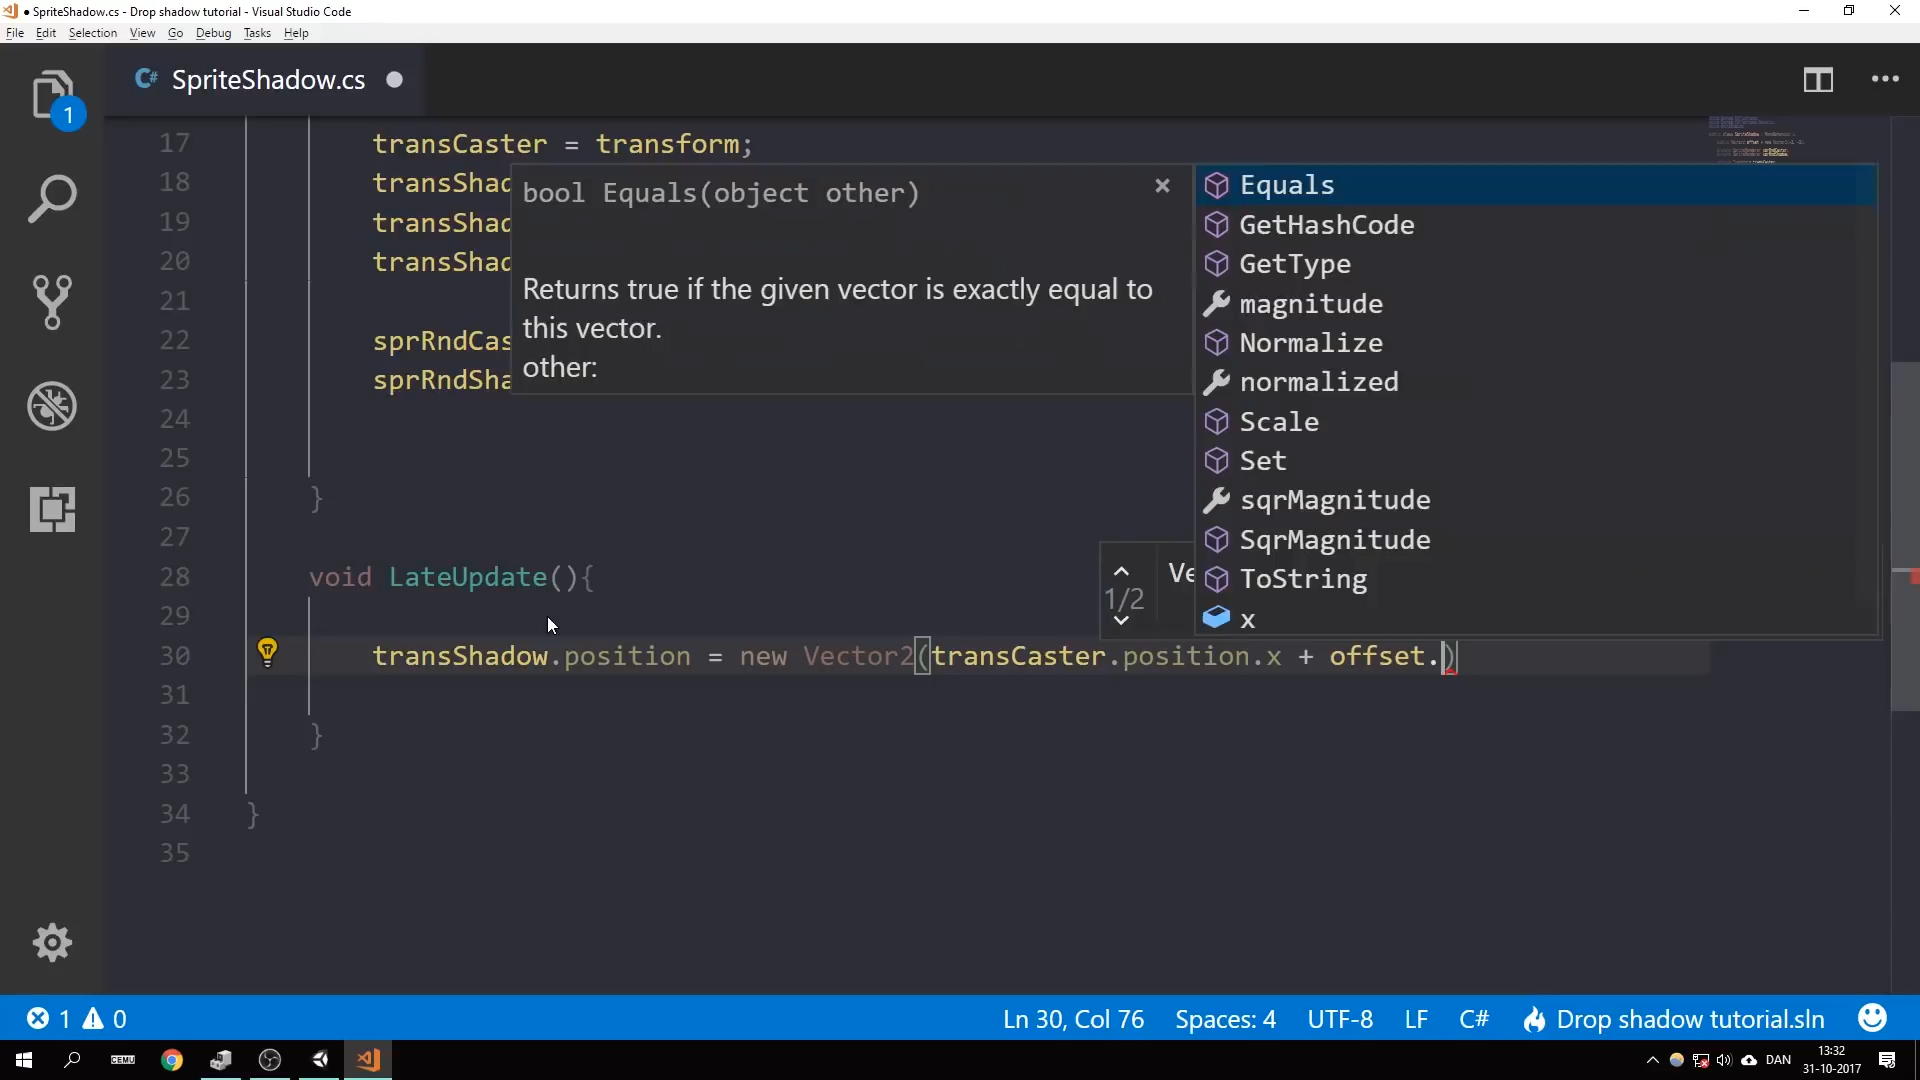 ● SpriteShadow.cs - Drop shadow tutorial - Visual Studio Code
File Edit Selection View Go Debug Tasks Help
1
C# SpriteShadow.cs ●
17 transCaster = transform;
18 transShad
19 transShad
20 transShad
21
22 sprRndCas
23 sprRndSha
24
25
26 }
27
28 void LateUpdate(){
29
30 transShadow.position = new Vector2(transCaster.position.x + offset.)
31
32 }
33
34 }
35
bool Equals(object other)
Returns true if the given vector is exactly equal to
this vector.
other:
Equals
GetHashCode
GetType
magnitude
Normalize
normalized
Scale
Set
sqrMagnitude
SqrMagnitude
ToString
x
Ve
1/2
1 0
Ln 30, Col 76 Spaces: 4 UTF-8 LF C# Drop shadow tutorial.sln
CEMU
DAN
13:32
31-10-2017